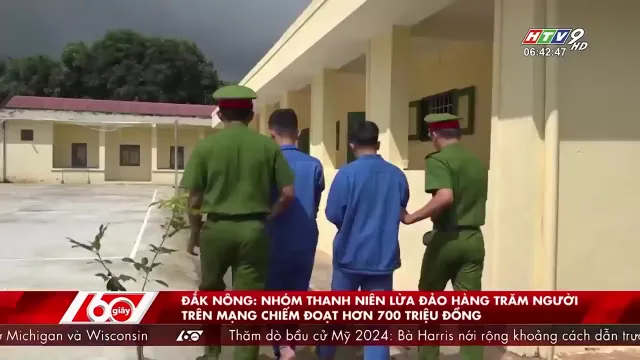 HTV9 HD
06:42:47
60 giây
ĐẮK NÔNG: NHÓM THANH NIÊN LỪA ĐẢO HÀNG TRĂM NGƯỜI
TRÊN MẠNG CHIẾM ĐOẠT HƠN 700 TRIỆU ĐỒNG
Michigan và Wisconsin Thăm dò bầu cử Mỹ 2024: Bà Harris nới rộng khoảng cách dẫn